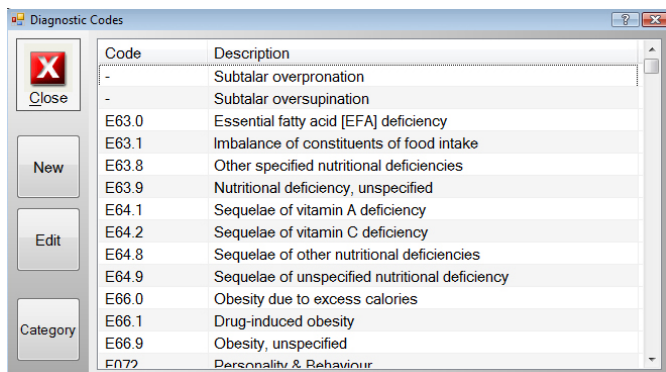 Diagnostic Codes
?
X
Close
New
Edit
Category
Code Description
- Subtalar overpronation
- Subtalar oversupination
E63.0 Essential fatty acid [EFA] deficiency
E63.1 Imbalance of constituents of food intake
E63.8 Other specified nutritional deficiencies
E63.9 Nutritional deficiency, unspecified
E64.1 Sequelae of vitamin A deficiency
E64.2 Sequelae of vitamin C deficiency
E64.8 Sequelae of other nutritional deficiencies
E64.9 Sequelae of unspecified nutritional deficiency
E66.0 Obesity due to excess calories
E66.1 Drug-induced obesity
E66.9 Obesity, unspecified
F072 Personality & Behaviour